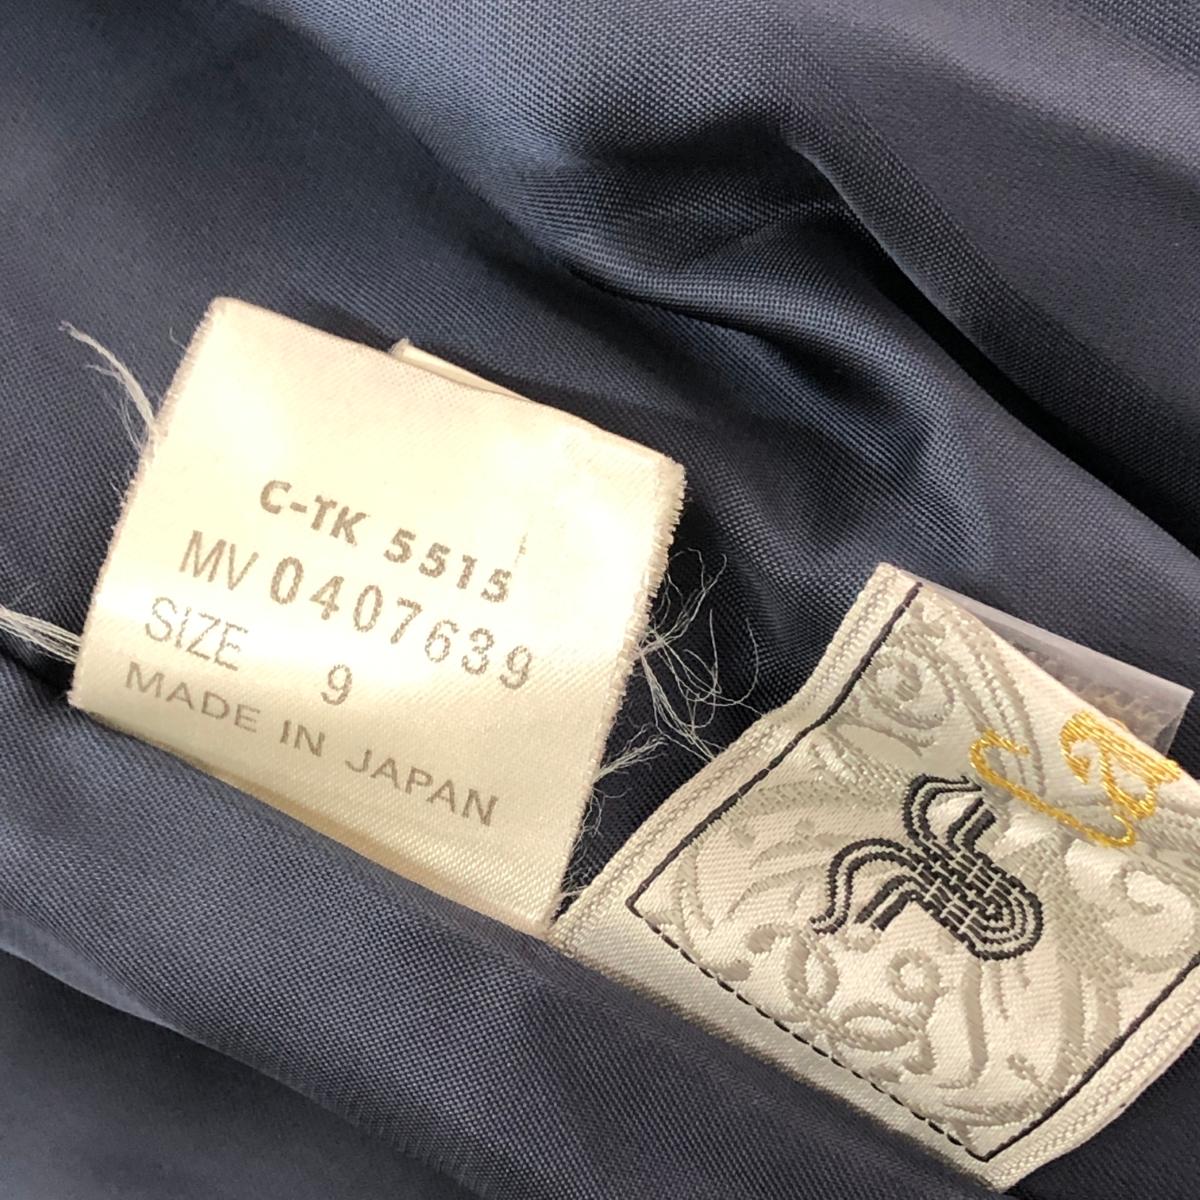 C-TK 5515
MV 0407639
SIZE 9
MADE IN JAPAN